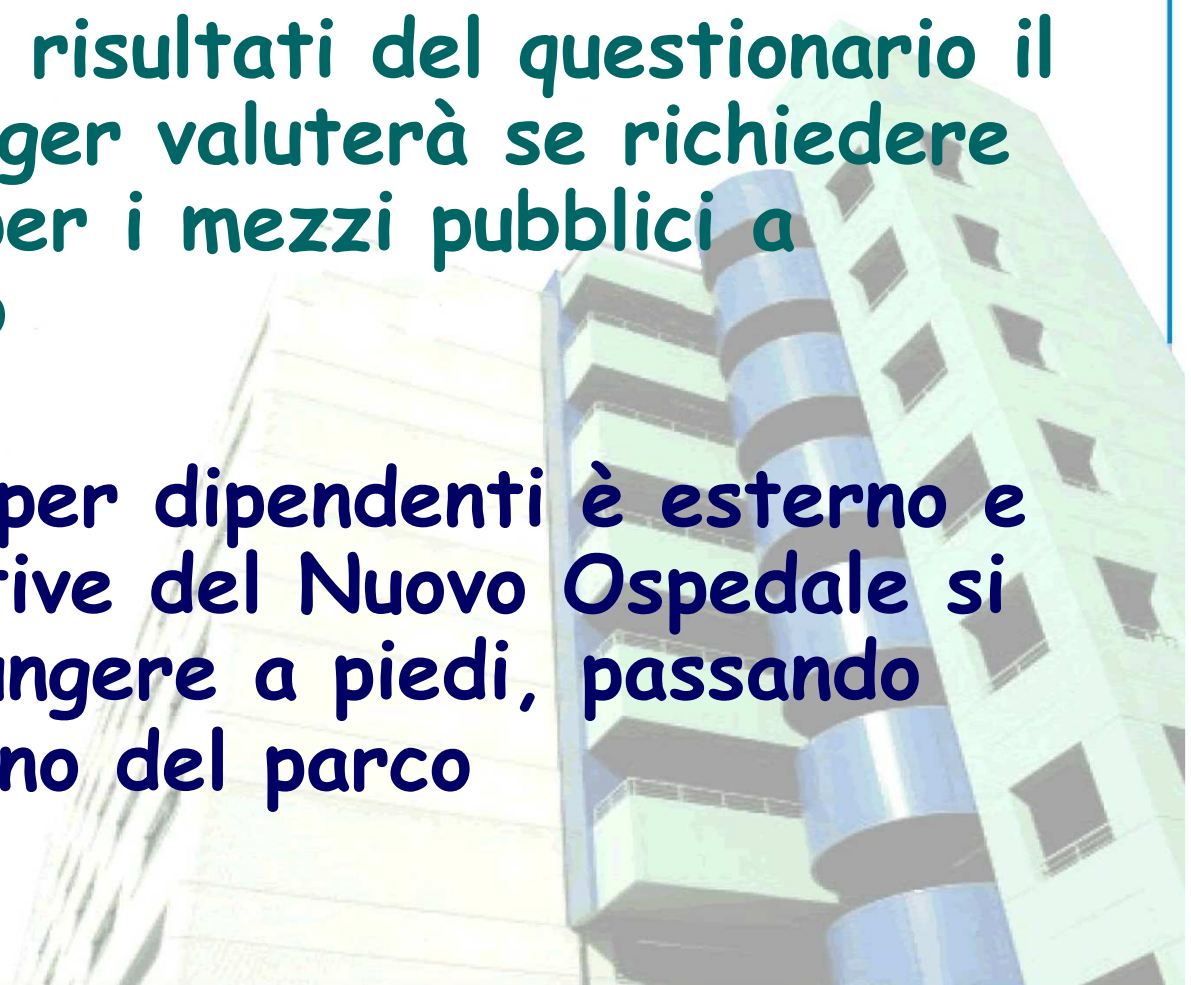 risultati del questionario il
ger valuterà se richiedere
per i mezzi pubblici a
o
per dipendenti è esterno e
tive del Nuovo Ospedale si
ngere a piedi, passando
no del parco